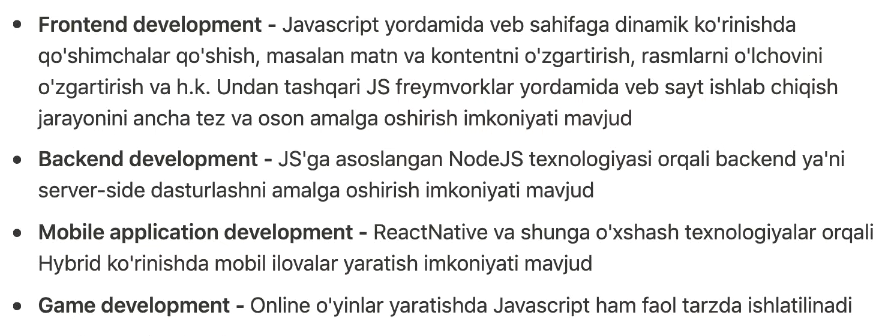 • Frontend development - Javascript yordamida veb sahifaga dinamik ko'rinishda
qo'shimchalar qo'shish, masalan matn va kontentni o'zgartirish, rasmlarni o'lchovini
o'zgartirish va h.k. Undan tashqari JS freymvorklar yordamida veb sayt ishlab chiqish
jarayonini ancha tez va oson amalga oshirish imkoniyati mavjud
• Backend development - JS'ga asoslangan NodeJS texnologiyasi orqali backend ya'ni
server-side dasturlashni amalga oshirish imkoniyati mavjud
• Mobile application development - ReactNative va shunga o'xshash texnologiyalar orqali
Hybrid ko'rinishda mobil ilovalar yaratish imkoniyati mavjud
• Game development - Online o'yinlar yaratishda Javascript ham faol tarzda ishlatilinadi